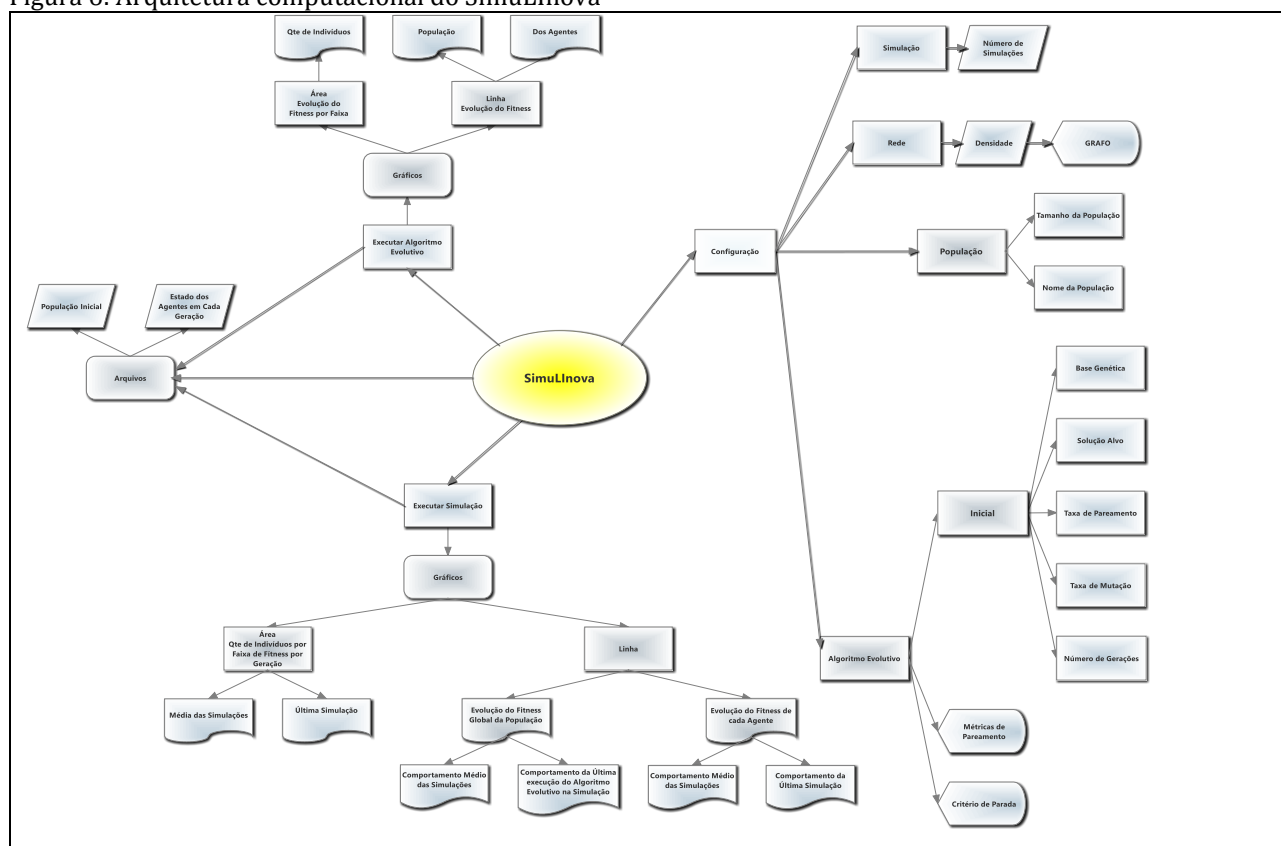 Figura 6: Arquitetura computacional do SimuLInova
Qte de Indivíduos
População
Dos Agentes
Simulação
Número de
Simulações
Área
Evolução do
Fitness por Faixa
Linha
Evolução do Fitness
Rede
Densidade
GRAFO
Gráficos
Tamanho da População
Executar Algoritmo
Evolutivo
Configuração
População
Nome da População
População Inicial
Estado dos
Agentes em Cada
Geração
Arquivos
SimuLInova
Base Genética
Solução Alvo
Executar Simulação
Inicial
Taxa de Pareamento
Gráficos
Taxa de Mutação
Área
Qte de Indivíduos por
Faixa de Fitness por
Geração
Linha
Algoritmo Evolutivo
Número de Gerações
Média das Simulações
Última Simulação
Evolução do Fitness
Global da População
Evolução do Fitness de
cada Agente
Métricas de
Pareamento
Comportamento Médio
das Simulações
Comportamento da Última
execução do Algoritmo
Evolutivo na Simulação
Comportamento Médio
das Simulações
Comportamento da
Última Simulação
Critério de Parada